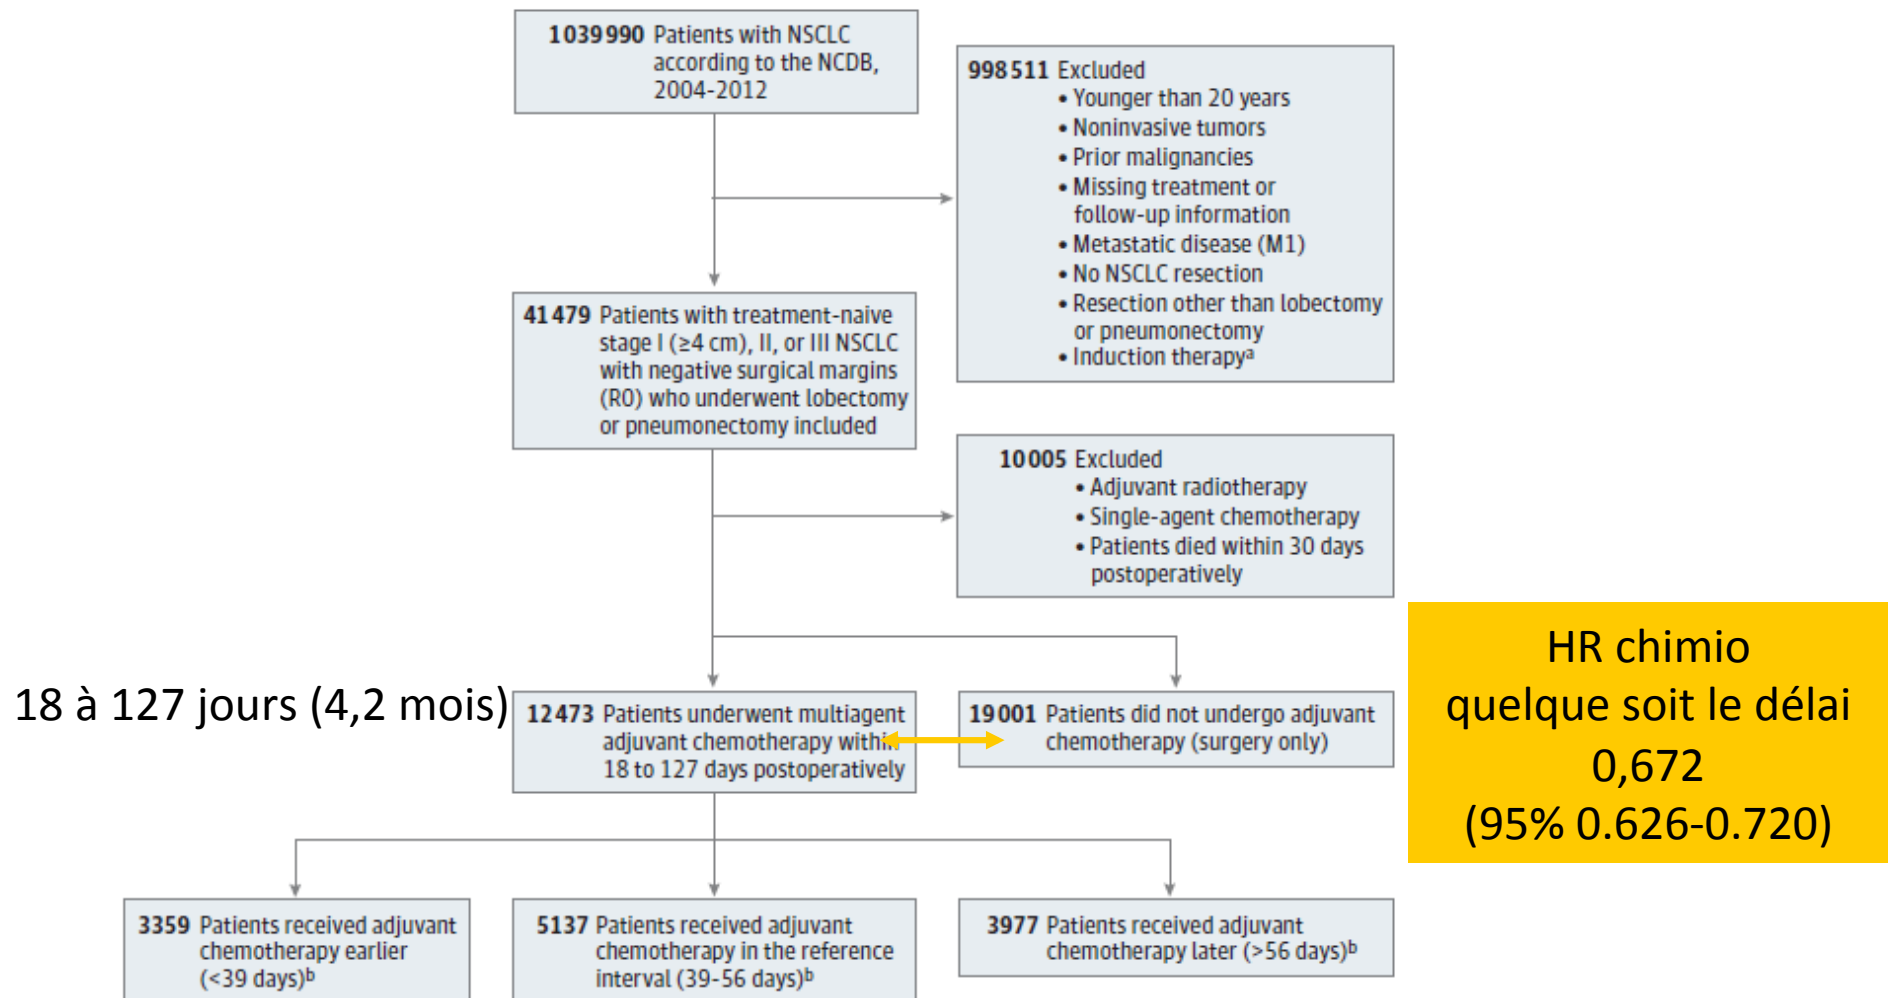 1039990 Patients with NSCLC
according to the NCDB,
2004-2012
998511 Excluded
• Younger than 20 years
• Noninvasive tumors
• Prior malignancies
• Missing treatment or
follow-up information
• Metastatic disease (M1)
• No NSCLC resection
• Resection other than lobectomy
or pneumonectomy
• Induction therapyᵃ
41479 Patients with treatment-naive
stage I (≥4 cm), II, or III NSCLC
with negative surgical margins
(R0) who underwent lobectomy
or pneumonectomy included
10005 Excluded
• Adjuvant radiotherapy
• Single-agent chemotherapy
• Patients died within 30 days
postoperatively
18 à 127 jours (4,2 mois)
12473 Patients underwent multiagent
adjuvant chemotherapy within
18 to 127 days postoperatively
19001 Patients did not undergo adjuvant
chemotherapy (surgery only)
HR chimio
quelque soit le délai
0,672
(95% 0.626-0.720)
3359 Patients received adjuvant
chemotherapy earlier
(<39 days)ᵇ
5137 Patients received adjuvant
chemotherapy in the reference
interval (39-56 days)ᵇ
3977 Patients received adjuvant
chemotherapy later (>56 days)ᵇ